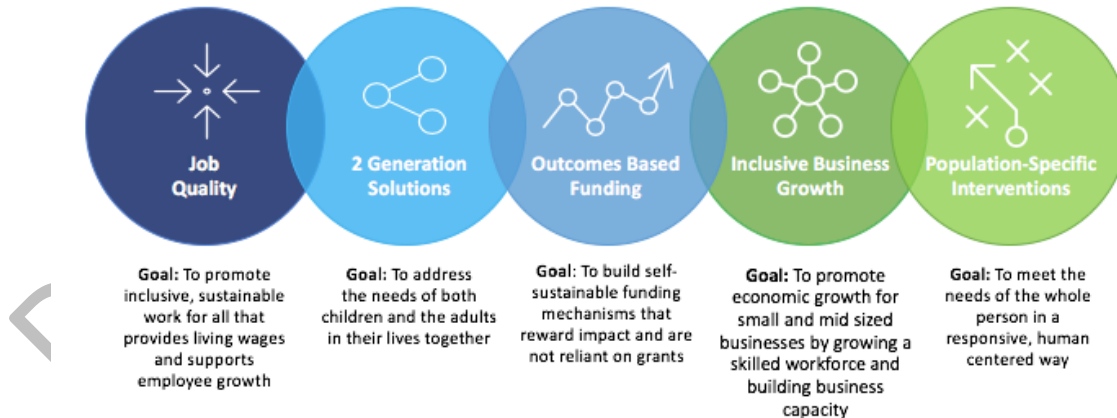 Job
Quality
2 Generation
Solutions
Outcomes Based
Funding
Inclusive Business
Growth
Population-Specific
Interventions
Goal: To promote
inclusive, sustainable
work for all that
provides living wages
and supports
employee growth
Goal: To address
the needs of both
children and the adults
in their lives together
Goal: To build self-
sustainable funding
mechanisms that
reward impact and are
not reliant on grants
Goal: To promote
economic growth for
small and mid sized
businesses by growing a
skilled workforce and
building business
capacity
Goal: To meet the
needs of the whole
person in a
responsive, human
centered way